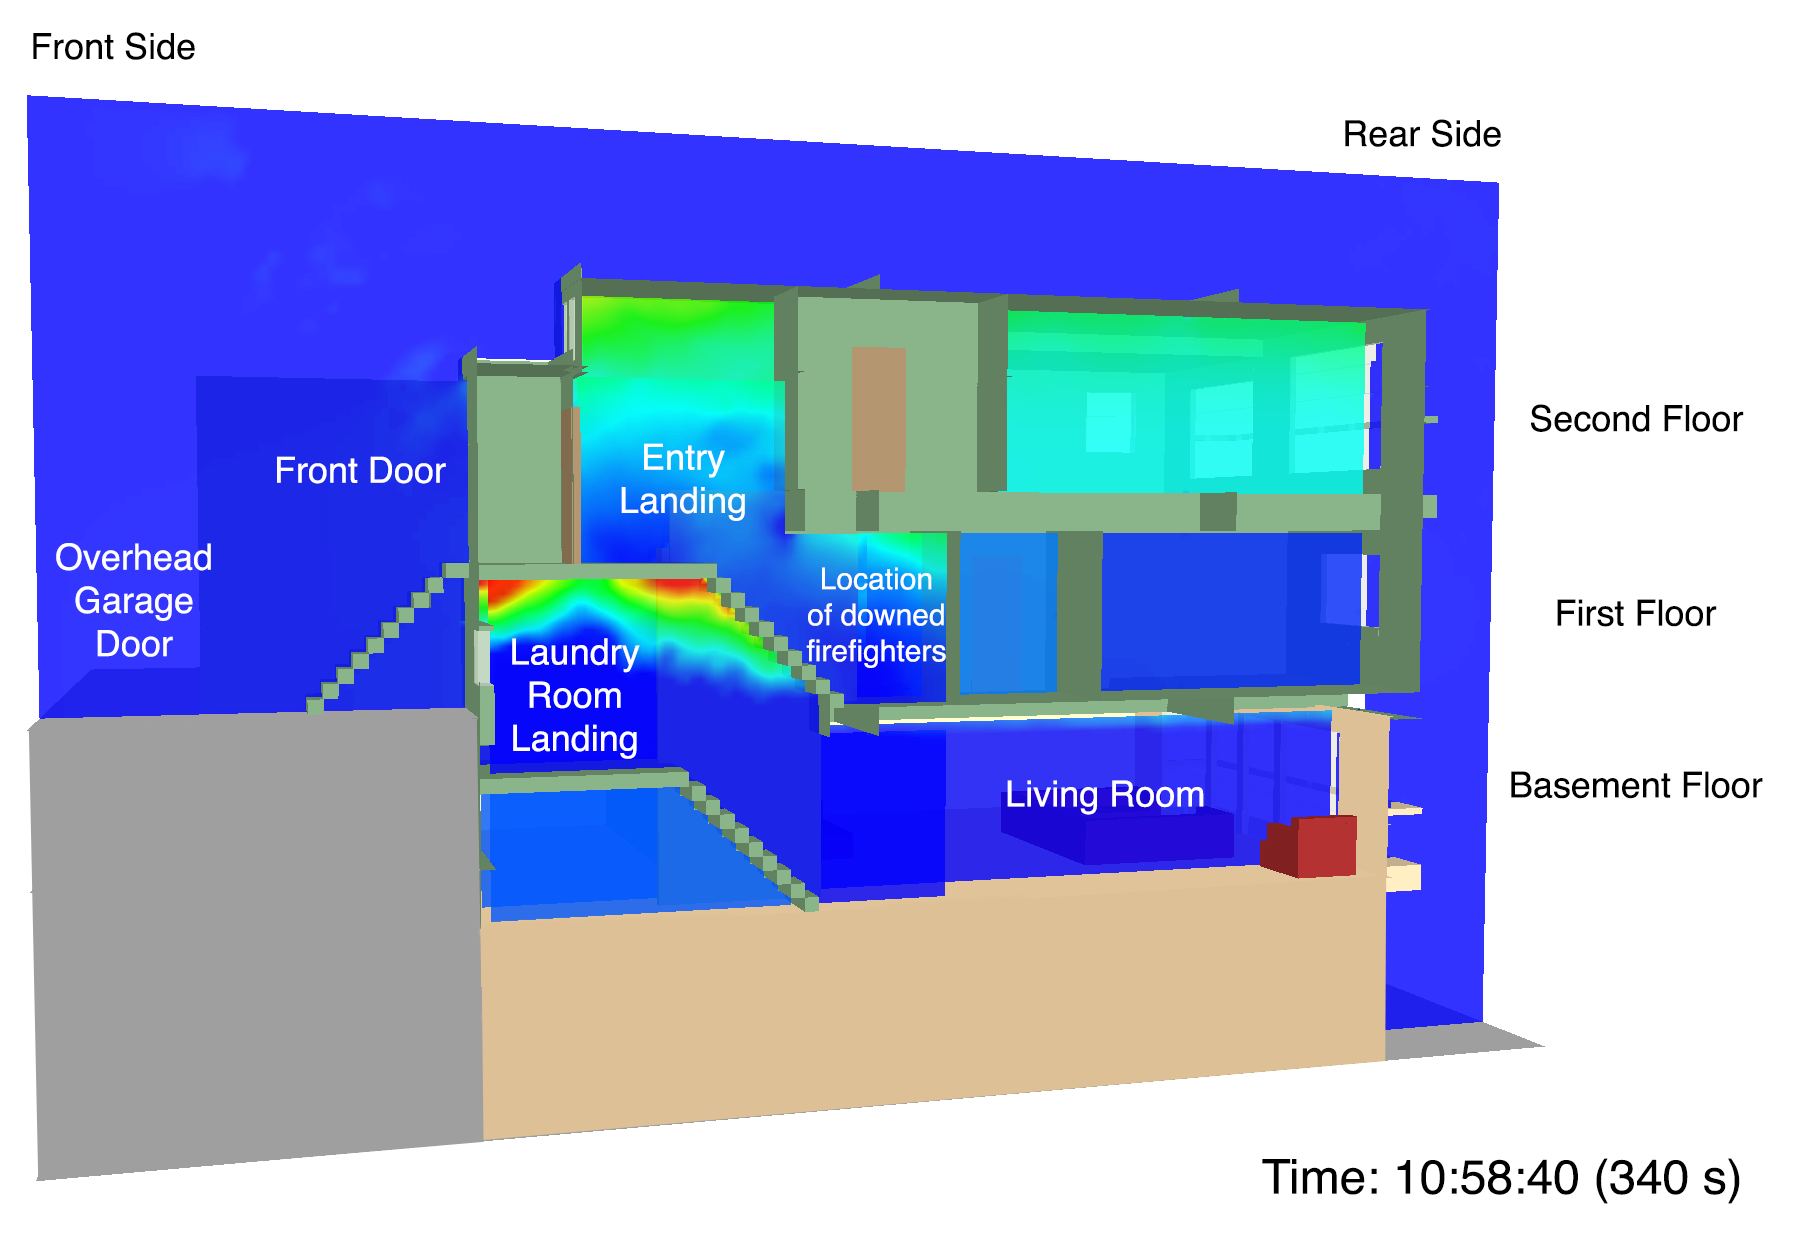 Front Side
Rear Side
Second Floor
Entry
Landing
Front Door
Overhead
Garage
Door
Location
of downed
firefighters
First Floor
Laundry
Room
Landing
Living Room
Basement Floor
Time: 10:58:40 (340 s)